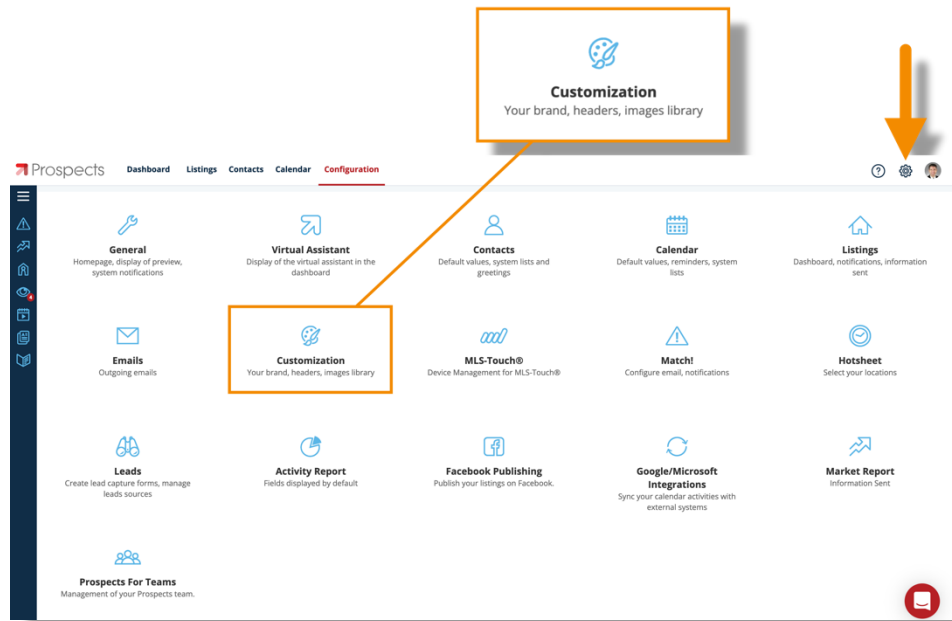 Customization
Your brand, headers, images library
Prospects Dashboard Listings Contacts Calendar Configuration
General
Homepage, display of preview,
system notifications
Virtual Assistant
Display of the virtual assistant in the
dashboard
Contacts
Default values, system lists and
greetings
Calendar
Default values, reminders, system
lists
Listings
Dashboard, notifications, information
sent
4
Emails
Outgoing emails
Customization
Your brand, headers, images library
MLS-Touch®
Device Management for MLS-Touch®
Match!
Configure email, notifications
Hotsheet
Select your locations
Leads
Create lead capture forms, manage
leads sources
Activity Report
Fields displayed by default
Facebook Publishing
Publish your listings on Facebook.
Google/Microsoft
Integrations
Sync your calendar activities with
external systems
Market Report
Information Sent
Prospects For Teams
Management of your Prospects team.